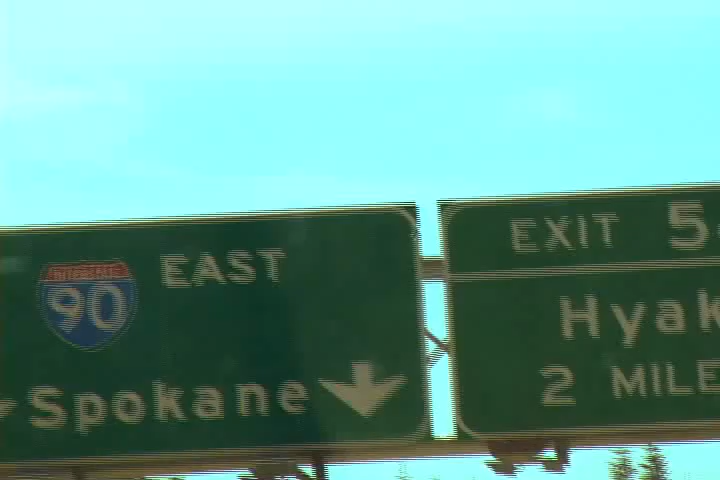 INTERSTATE
90
EAST
Spokane
EXIT 5
Hyak
2 MILE